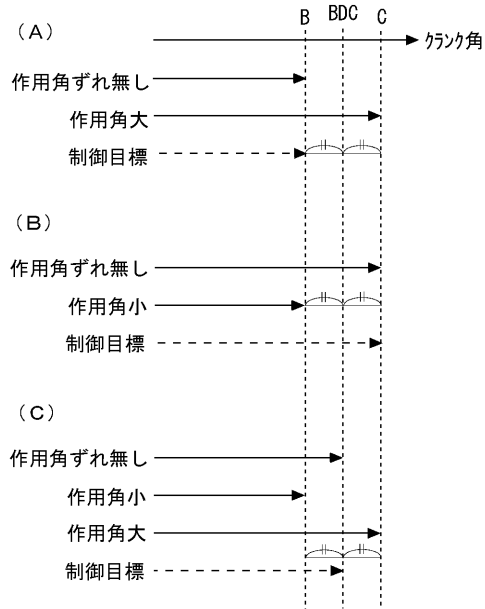 B BDC C
(A)
クランク角
作用角ずれ無し
作用角大
制御目標
(B)
作用角ずれ無し
作用角小
制御目標
(C)
作用角ずれ無し
作用角小
作用角大
制御目標